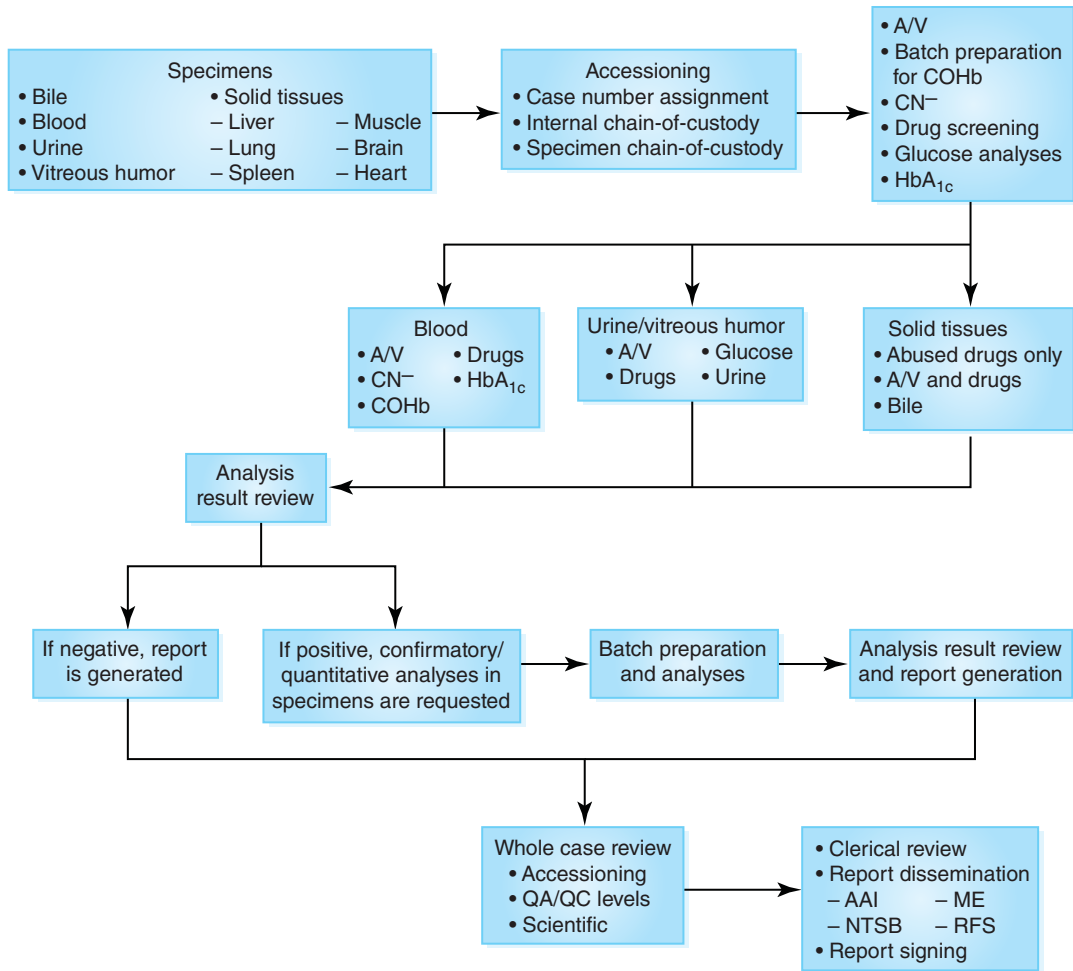 Specimens
• Bile
• Blood
• Urine
• Vitreous humor
• Solid tissues
– Liver
– Lung
– Spleen
– Muscle
– Brain
– Heart
Accessioning
• Case number assignment
• Internal chain-of-custody
• Specimen chain-of-custody
• A/V
• Batch preparation
for COHb
• CN–
• Drug screening
• Glucose analyses
• HbA1c
Blood
• A/V
• CN–
• COHb
• Drugs
• HbA1c
Urine/vitreous humor
• A/V
• Drugs
• Glucose
• Urine
Solid tissues
• Abused drugs only
• A/V and drugs
• Bile
Analysis
result review
If negative, report
is generated
If positive, confirmatory/
quantitative analyses in
specimens are requested
Batch preparation
and analyses
Analysis result review
and report generation
Whole case review
• Accessioning
• QA/QC levels
• Scientific
• Clerical review
• Report dissemination
– AAI
– NTSB
– ME
– RFS
• Report signing